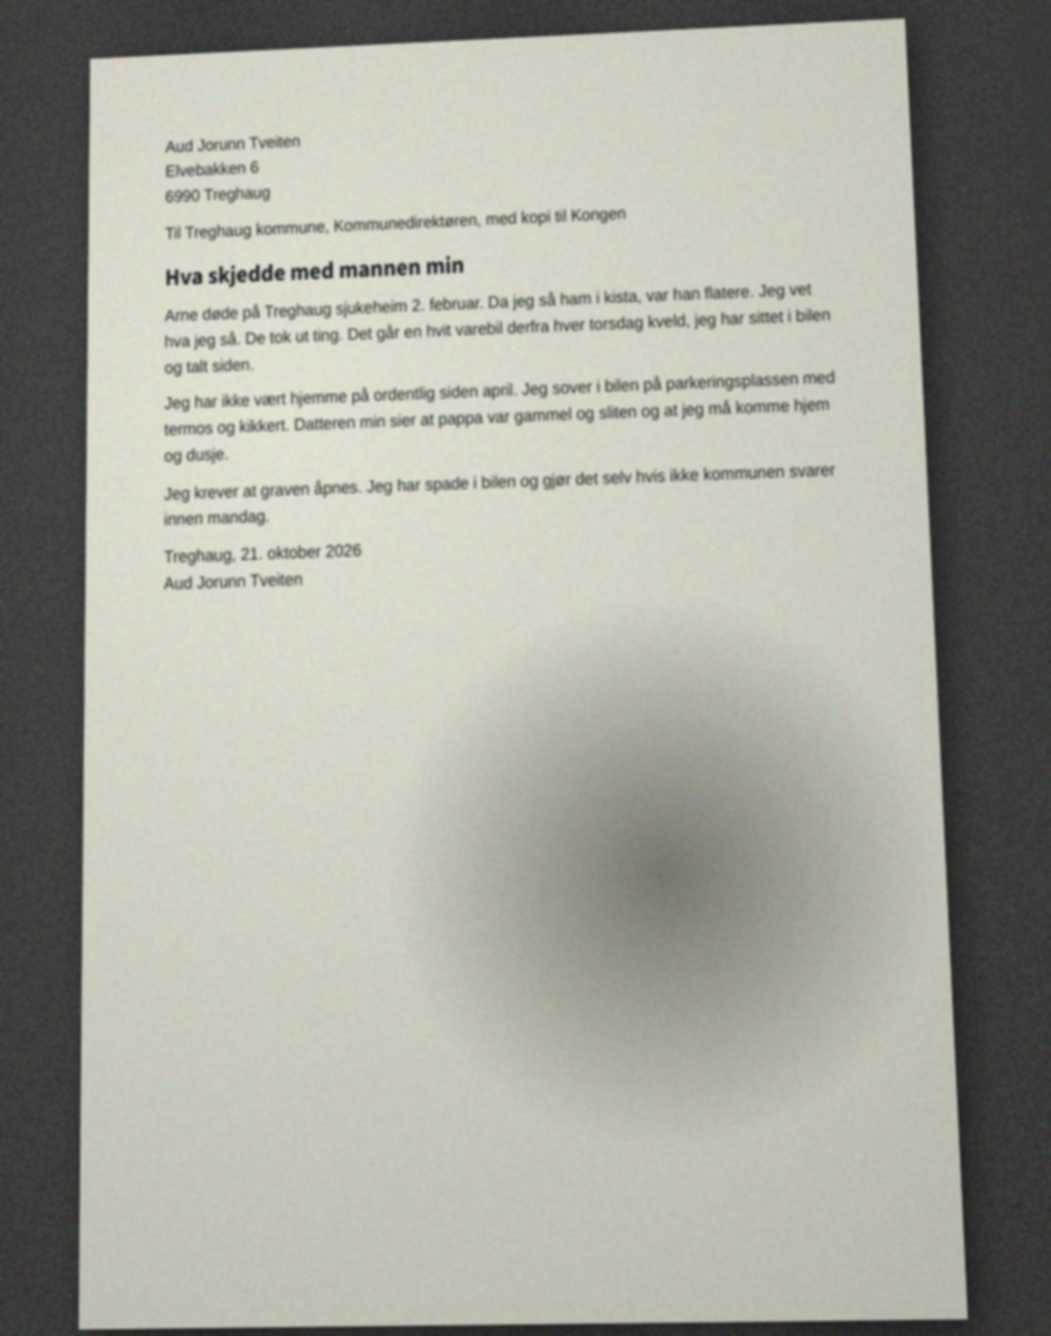 Aud Jorunn Tveiten
Elvebakken 6
6990 Treghaug
Til Treghaug kommune, Kommunedirektøren, med kopi til Kongen
Hva skjedde med mannen min
Arne døde på Treghaug sjukeheim 2. februar. Da jeg så ham i kista, var han flatere. Jeg vet
hva jeg så. De tok ut ting. Det går en hvit varebil derfra hver torsdag kveld, jeg har sittet i bilen
og talt siden.
Jeg har ikke vært hjemme på ordentlig siden april. Jeg sover i bilen på parkeringsplassen med
termos og kikkert. Datteren min sier at pappa var gammel og sliten og at jeg må komme hjem
og dusje.
Jeg krever at graven åpnes. Jeg har spade i bilen og gjør det selv hvis ikke kommunen svarer
innen mandag.
Treghaug, 21. oktober 2026
Aud Jorunn Tveiten